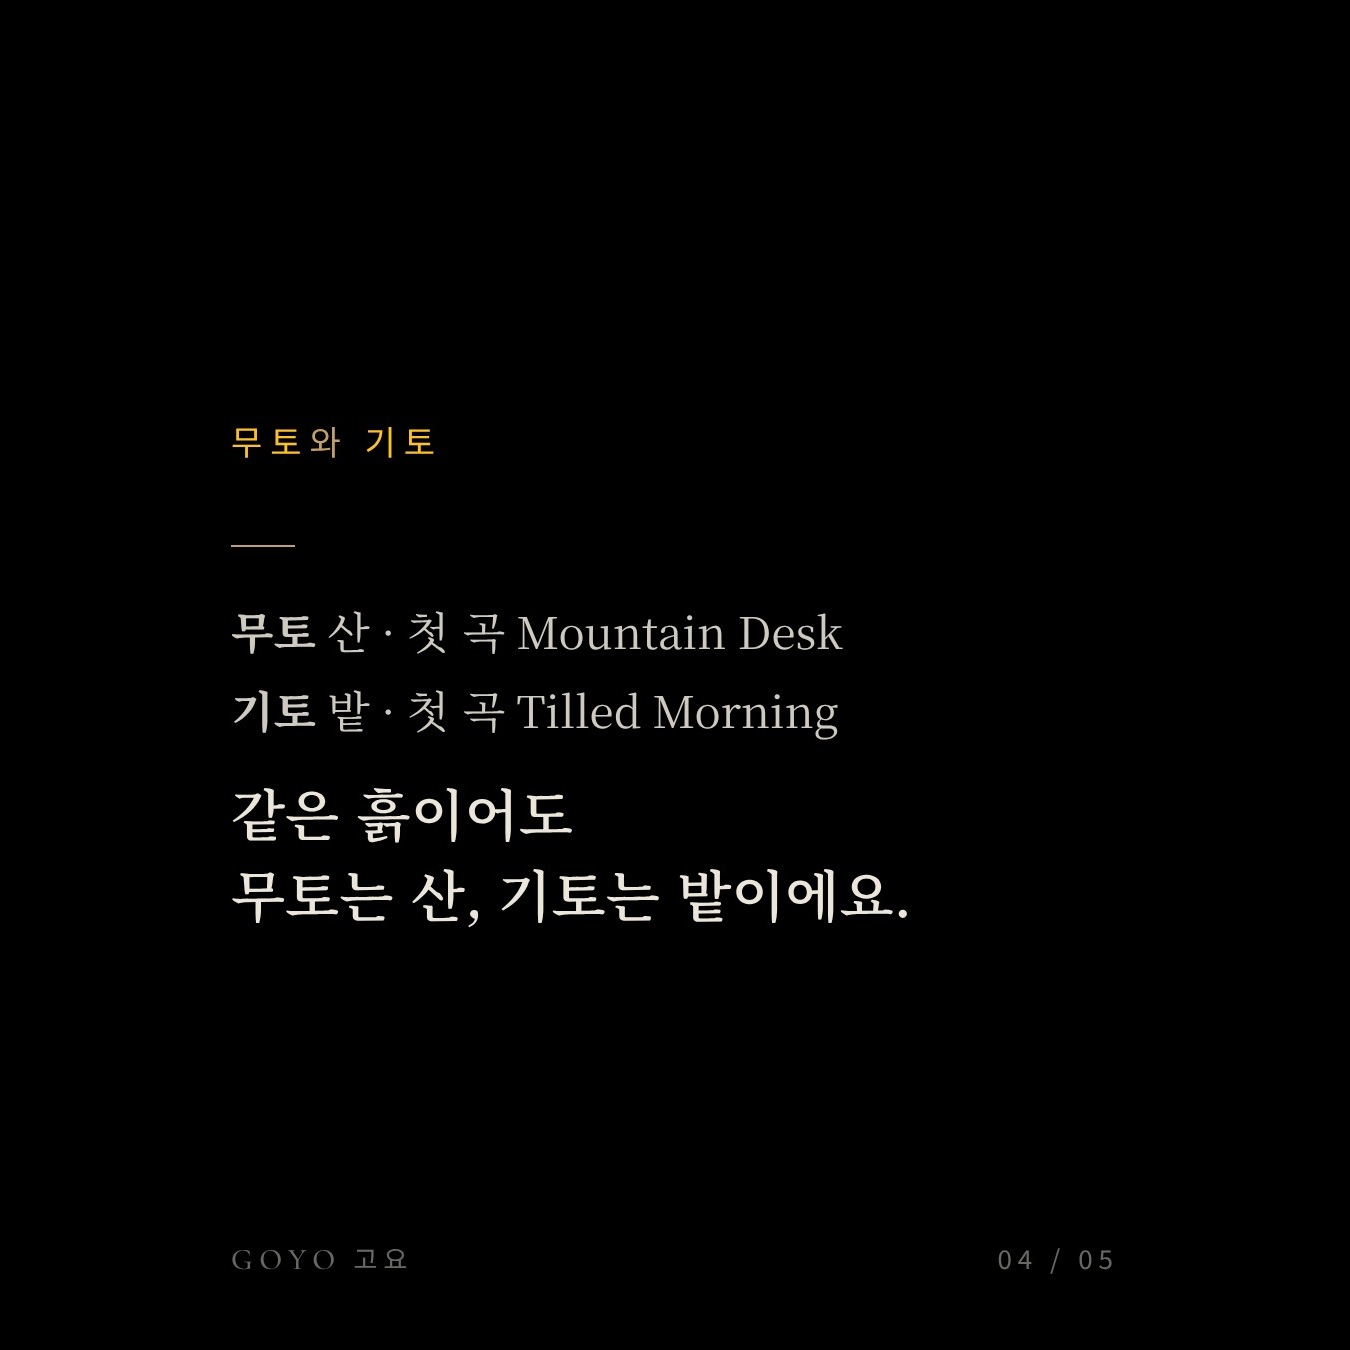 무토와 기토
무토 산 · 첫 곡 Mountain Desk
기토 밭 · 첫 곡 Tilled Morning
같은 흙이어도
무토는 산, 기토는 밭이에요.
GOYO 고요
04 / 05